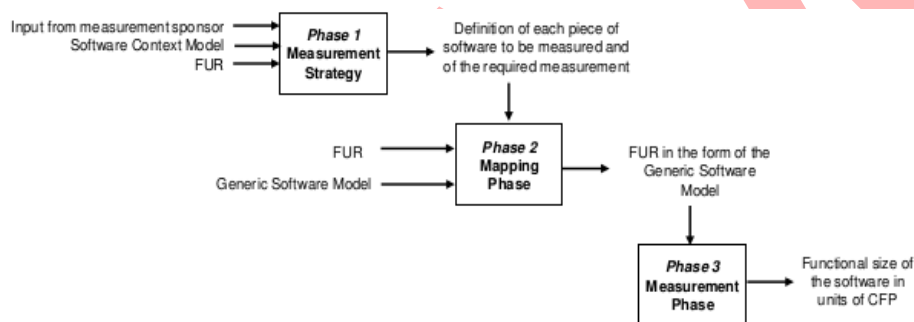 Input from measurement sponsor
Software Context Model
FUR
Phase 1
Measurement
Strategy
Definition of each piece of
software to be measured and
of the required measurement
FUR
Generic Software Model
Phase 2
Mapping
Phase
FUR in the form of the
Generic Software
Model
Phase 3
Measurement
Phase
Functional size of
the software in
units of CFP